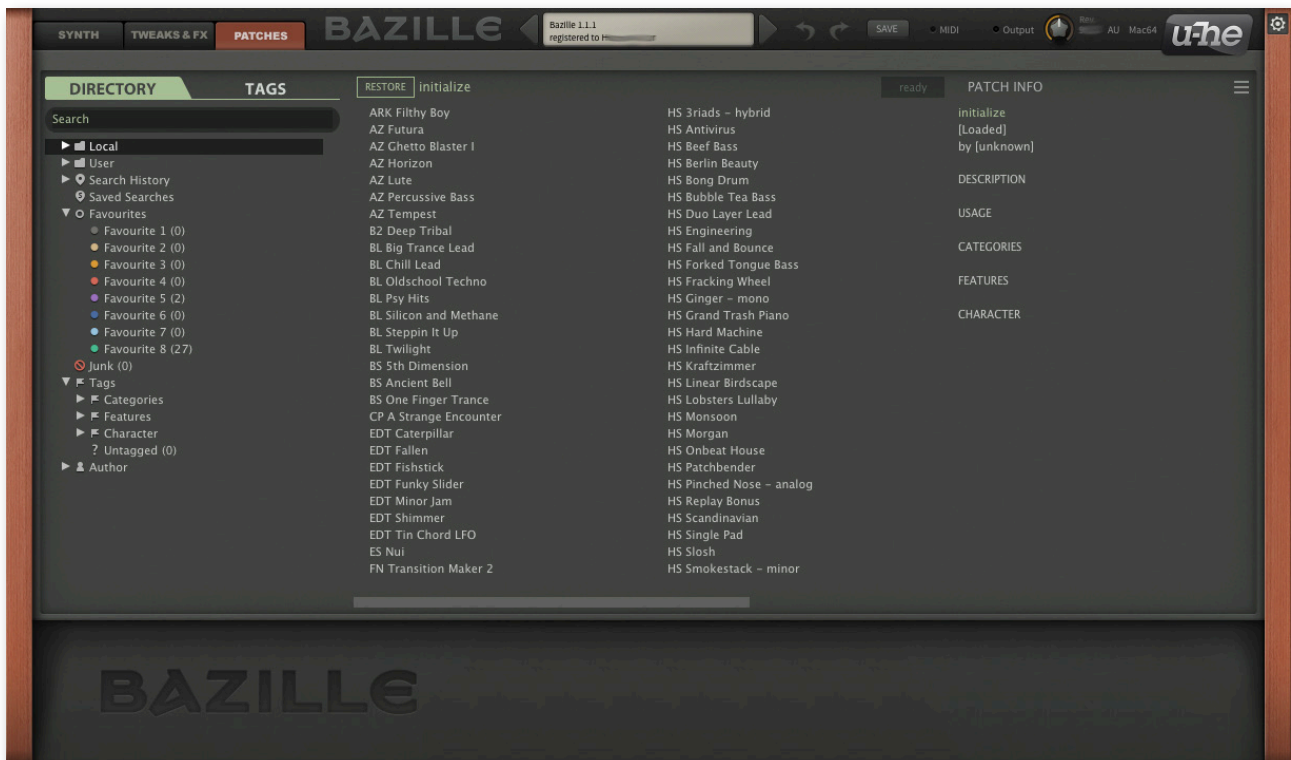 SYNTH
TWEAKS & FX
PATCHES
BAZILLE
Bazille 1.1.1
registered to
SAVE
MIDI
Output
Rev.
AU Mac64
u-he
DIRECTORY
TAGS
RESTORE initialize
ready
PATCH INFO
Search
Local
User
Search History
Saved Searches
Favourites
Favourite 1 (0)
Favourite 2 (0)
Favourite 3 (0)
Favourite 4 (0)
Favourite 5 (2)
Favourite 6 (0)
Favourite 7 (0)
Favourite 8 (27)
Junk (0)
Tags
Categories
Features
Character
? Untagged (0)
Author
ARK Filthy Boy
AZ Futura
AZ Ghetto Blaster I
AZ Horizon
AZ Lute
AZ Percussive Bass
AZ Tempest
B2 Deep Tribal
BL Big Trance Lead
BL Chill Lead
BL Oldschool Techno
BL Psy Hits
BL Silicon and Methane
BL Steppin It Up
BL Twilight
BS 5th Dimension
BS Ancient Bell
BS One Finger Trance
CP A Strange Encounter
EDT Caterpillar
EDT Fallen
EDT Fishstick
EDT Funky Slider
EDT Minor Jam
EDT Shimmer
EDT Tin Chord LFO
ES Nui
FN Transition Maker 2
HS 3riads - hybrid
HS Antivirus
HS Beef Bass
HS Berlin Beauty
HS Bong Drum
HS Bubble Tea Bass
HS Duo Layer Lead
HS Engineering
HS Fall and Bounce
HS Forked Tongue Bass
HS Fracking Wheel
HS Ginger - mono
HS Grand Trash Piano
HS Hard Machine
HS Infinite Cable
HS Kraftzimmer
HS Linear Birdscape
HS Lobsters Lullaby
HS Monsoon
HS Morgan
HS Onbeat House
HS Patchbender
HS Pinched Nose - analog
HS Replay Bonus
HS Scandinavian
HS Single Pad
HS Slosh
HS Smokestack - minor
initialize
[Loaded]
by [unknown]
DESCRIPTION
USAGE
CATEGORIES
FEATURES
CHARACTER
BAZILLE